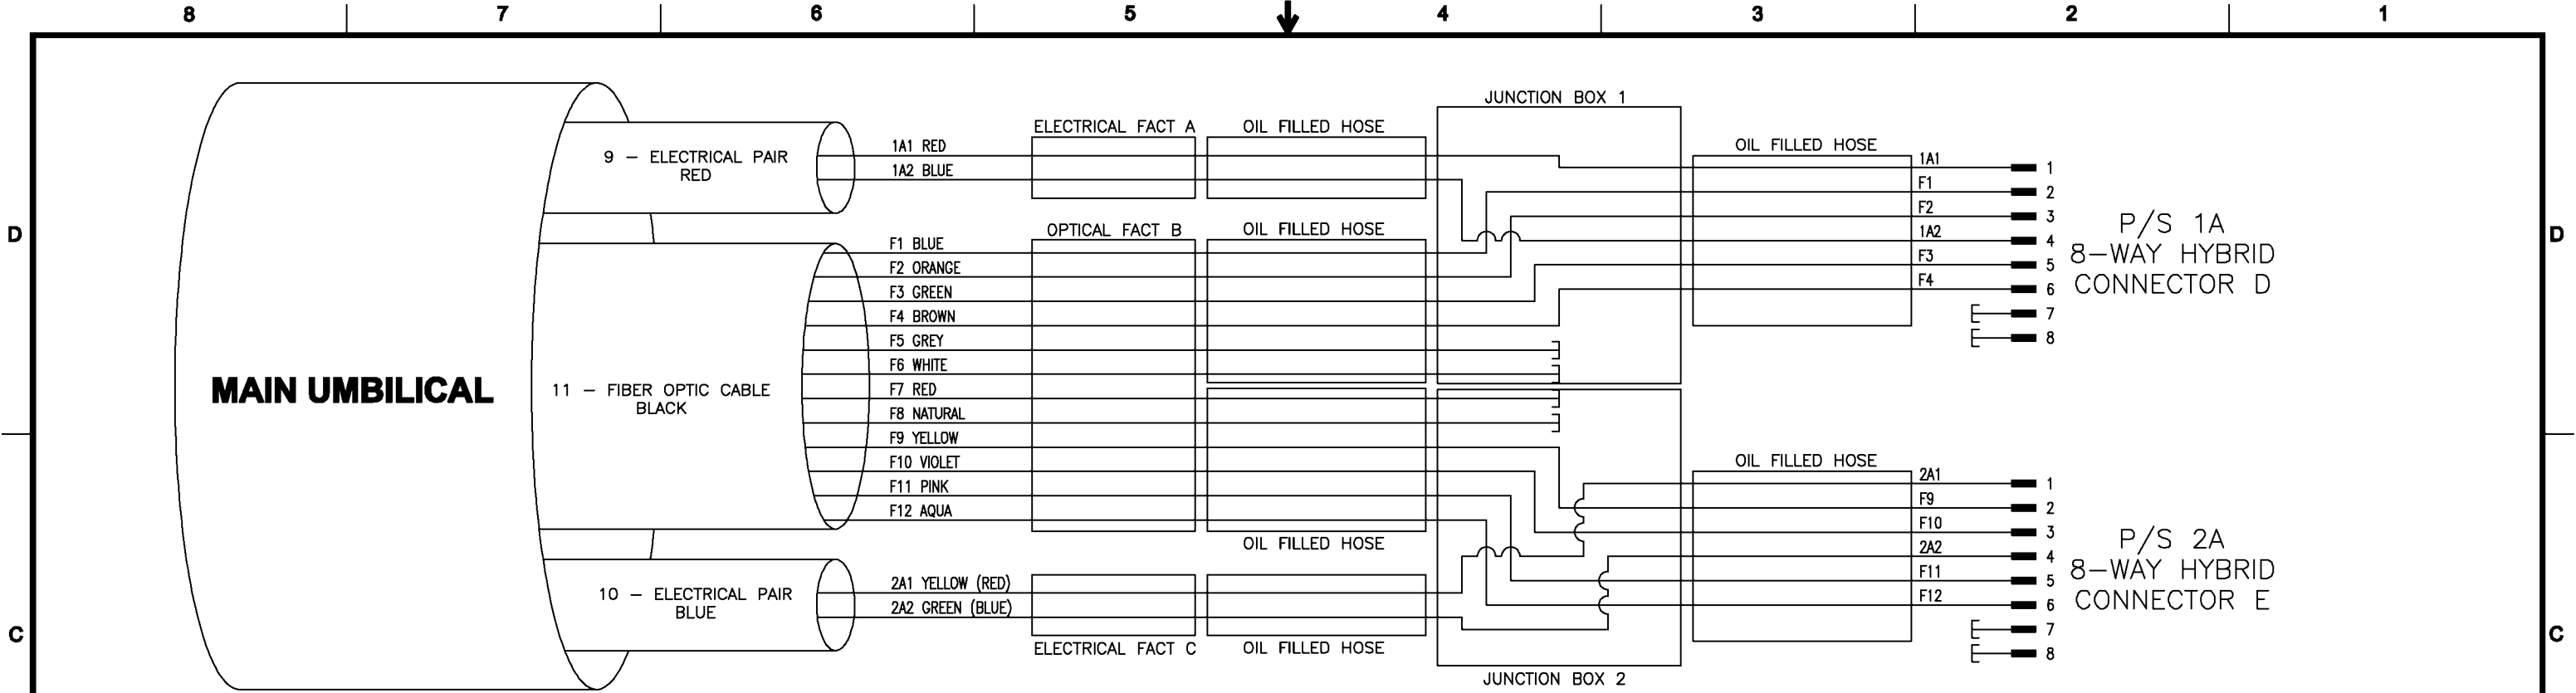 8 7 6 5 4 3 2 1
JUNCTION BOX 1
ELECTRICAL FACT A
OIL FILLED HOSE
OIL FILLED HOSE
9 – ELECTRICAL PAIR
RED
1A1 RED
1A2 BLUE
1A1
1
F1
2
F2
3
1A2
4
F3
5
F4
6
7
8
P/S 1A
8–WAY HYBRID
CONNECTOR D
D
D
OPTICAL FACT B
OIL FILLED HOSE
F1 BLUE
F2 ORANGE
F3 GREEN
F4 BROWN
F5 GREY
F6 WHITE
F7 RED
F8 NATURAL
F9 YELLOW
F10 VIOLET
F11 PINK
F12 AQUA
MAIN UMBILICAL
11 – FIBER OPTIC CABLE
BLACK
OIL FILLED HOSE
OIL FILLED HOSE
2A1
1
F9
2
F10
3
2A2
4
F11
5
F12
6
7
8
P/S 2A
8–WAY HYBRID
CONNECTOR E
10 – ELECTRICAL PAIR
BLUE
2A1 YELLOW (RED)
2A2 GREEN (BLUE)
C
C
ELECTRICAL FACT C
OIL FILLED HOSE
JUNCTION BOX 2